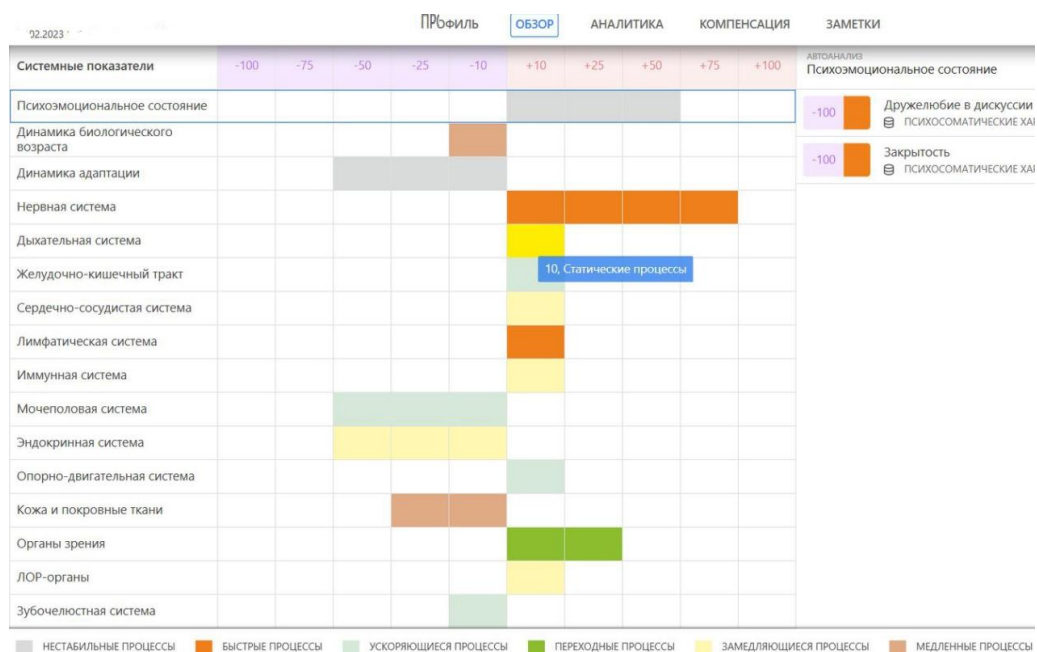 02.2023
ПРОФИЛЬ ОБЗОР АНАЛИТИКА КОМПЕНСАЦИЯ ЗАМЕТКИ
Системные показатели -100 -75 -50 -25 -10 +10 +25 +50 +75 +100
АВТОАНАЛИЗ
Психоэмоциональное состояние
Психоэмоциональное состояние
-100 Дружелюбие в дискуссии
ПСИХОСОМАТИЧЕСКИЕ
Динамика биологического
возраста
-100 Закрытость
ПСИХОСОМАТИЧЕСКИЕ
Динамика адаптации
Нервная система
Дыхательная система
10, Статические процессы
Желудочно-кишечный тракт
Сердечно-сосудистая система
Лимфатическая система
Иммунная система
Мочеполовая система
Эндокринная система
Опорно-двигательная система
Кожа и покровные ткани
Органы зрения
ЛОР-органы
Зубочелюстная система
НЕСТАБИЛЬНЫЕ ПРОЦЕССЫ БЫСТРЫЕ ПРОЦЕССЫ УСКОРЯЮЩИЕСЯ ПРОЦЕССЫ ПЕРЕХОДНЫЕ ПРОЦЕССЫ ЗАМЕДЛЯЮЩИЕСЯ ПРОЦЕССЫ МЕДЛЕННЫЕ ПРОЦЕССЫ